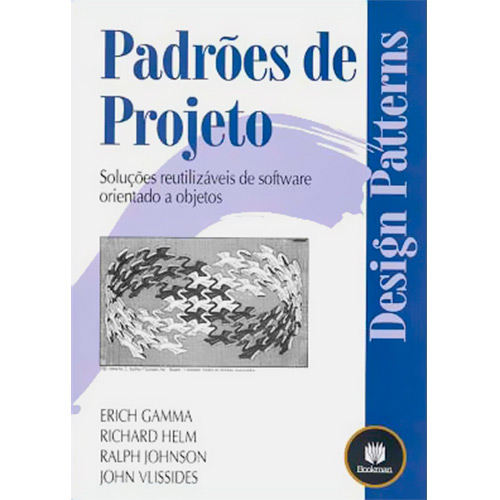 Padrões de
Projeto
Soluções reutilizáveis de software
orientado a objetos
Design Patterns
ERICH GAMMA
RICHARD HELM
RALPH JOHNSON
JOHN VLISSIDES
Bookman